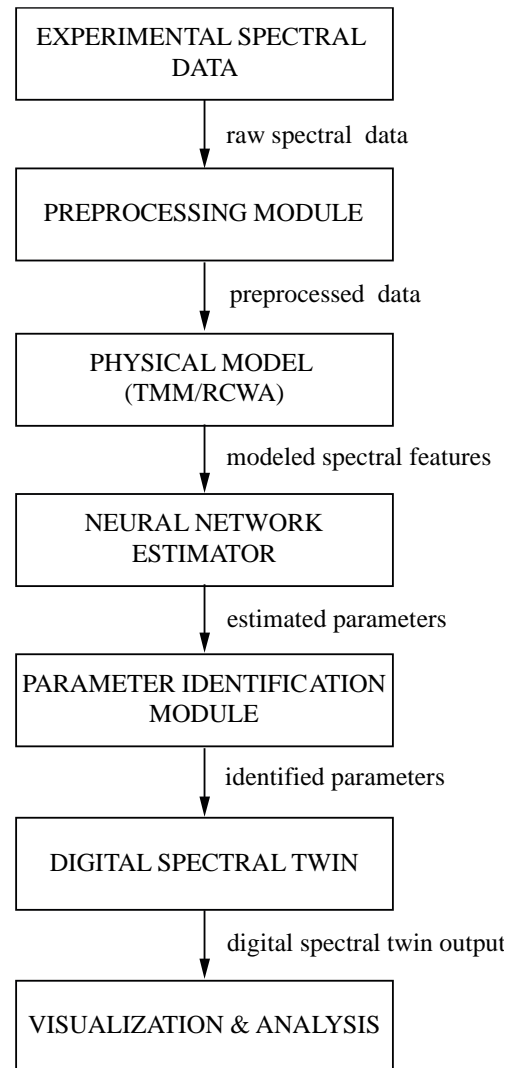 EXPERIMENTAL SPECTRAL
DATA
raw spectral data
PREPROCESSING MODULE
preprocessed data
PHYSICAL MODEL
(TMM/RCWA)
modeled spectral features
NEURAL NETWORK
ESTIMATOR
estimated parameters
PARAMETER IDENTIFICATION
MODULE
identified parameters
DIGITAL SPECTRAL TWIN
digital spectral twin output
VISUALIZATION & ANALYSIS